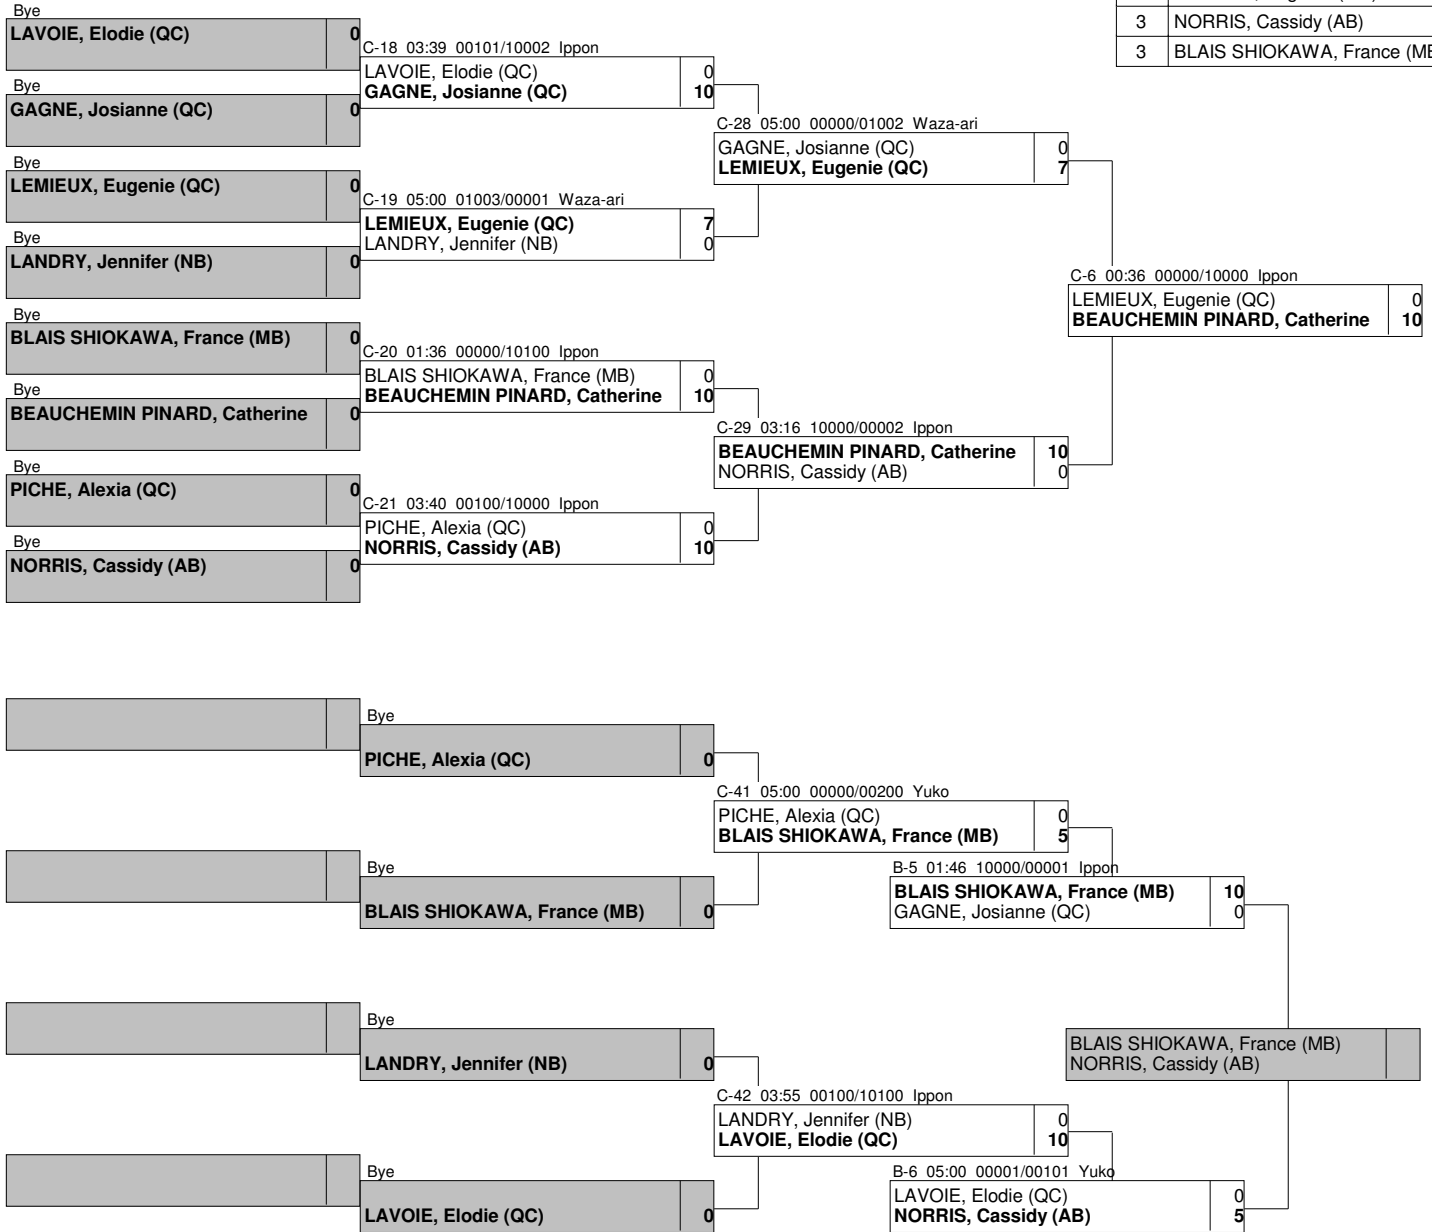 3 NORRIS, Cassidy (AB)
3 BLAIS SHIOKAWA, France (MB
Bye
LAVOIE, Elodie (QC) 0
Bye
GAGNE, Josianne (QC) 0
Bye
LEMIEUX, Eugenie (QC) 0
Bye
LANDRY, Jennifer (NB) 0
Bye
BLAIS SHIOKAWA, France (MB) 0
Bye
BEAUCHEMIN PINARD, Catherine 0
Bye
PICHE, Alexia (QC) 0
Bye
NORRIS, Cassidy (AB) 0
C-18 03:39 00101/10002 Ippon
LAVOIE, Elodie (QC) 0
GAGNE, Josianne (QC) 10
C-19 05:00 01003/00001 Waza-ari
LEMIEUX, Eugenie (QC) 7
LANDRY, Jennifer (NB) 0
C-20 01:36 00000/10100 Ippon
BLAIS SHIOKAWA, France (MB) 0
BEAUCHEMIN PINARD, Catherine 10
C-21 03:40 00100/10000 Ippon
PICHE, Alexia (QC) 0
NORRIS, Cassidy (AB) 10
C-28 05:00 00000/01002 Waza-ari
GAGNE, Josianne (QC) 0
LEMIEUX, Eugenie (QC) 7
C-29 03:16 10000/00002 Ippon
BEAUCHEMIN PINARD, Catherine 10
NORRIS, Cassidy (AB) 0
C-6 00:36 00000/10000 Ippon
LEMIEUX, Eugenie (QC) 0
BEAUCHEMIN PINARD, Catherine 10
Bye
PICHE, Alexia (QC) 0
Bye
BLAIS SHIOKAWA, France (MB) 0
Bye
LANDRY, Jennifer (NB) 0
Bye
LAVOIE, Elodie (QC) 0
C-41 05:00 00000/00200 Yuko
PICHE, Alexia (QC) 0
BLAIS SHIOKAWA, France (MB) 5
B-5 01:46 10000/00001 Ippon
BLAIS SHIOKAWA, France (MB) 10
GAGNE, Josianne (QC) 0
C-42 03:55 00100/10100 Ippon
LANDRY, Jennifer (NB) 0
LAVOIE, Elodie (QC) 10
B-6 05:00 00001/00101 Yuko
LAVOIE, Elodie (QC) 0
NORRIS, Cassidy (AB) 5
BLAIS SHIOKAWA, France (MB)
NORRIS, Cassidy (AB)